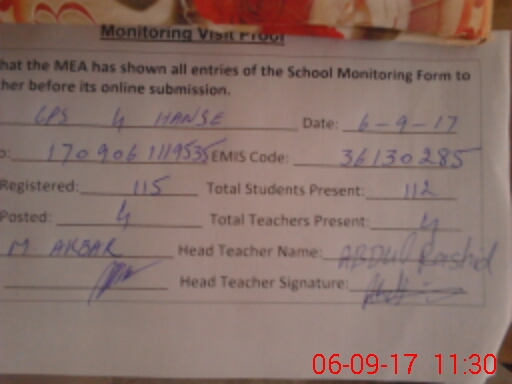 Monitoring Visit Proof
hat the MEA has shown all entries of the School Monitoring Form to
her before its online submission.
GPS 4 HANSE Date: 6-9-17
o: 170906111953 EMIS Code: 36130285
Registered: 115 Total Students Present: 112
Posted: 4 Total Teachers Present: 4
M AKBAR Head Teacher Name: ABDUL Rashid
Head Teacher Signature:
06-09-17 11:30